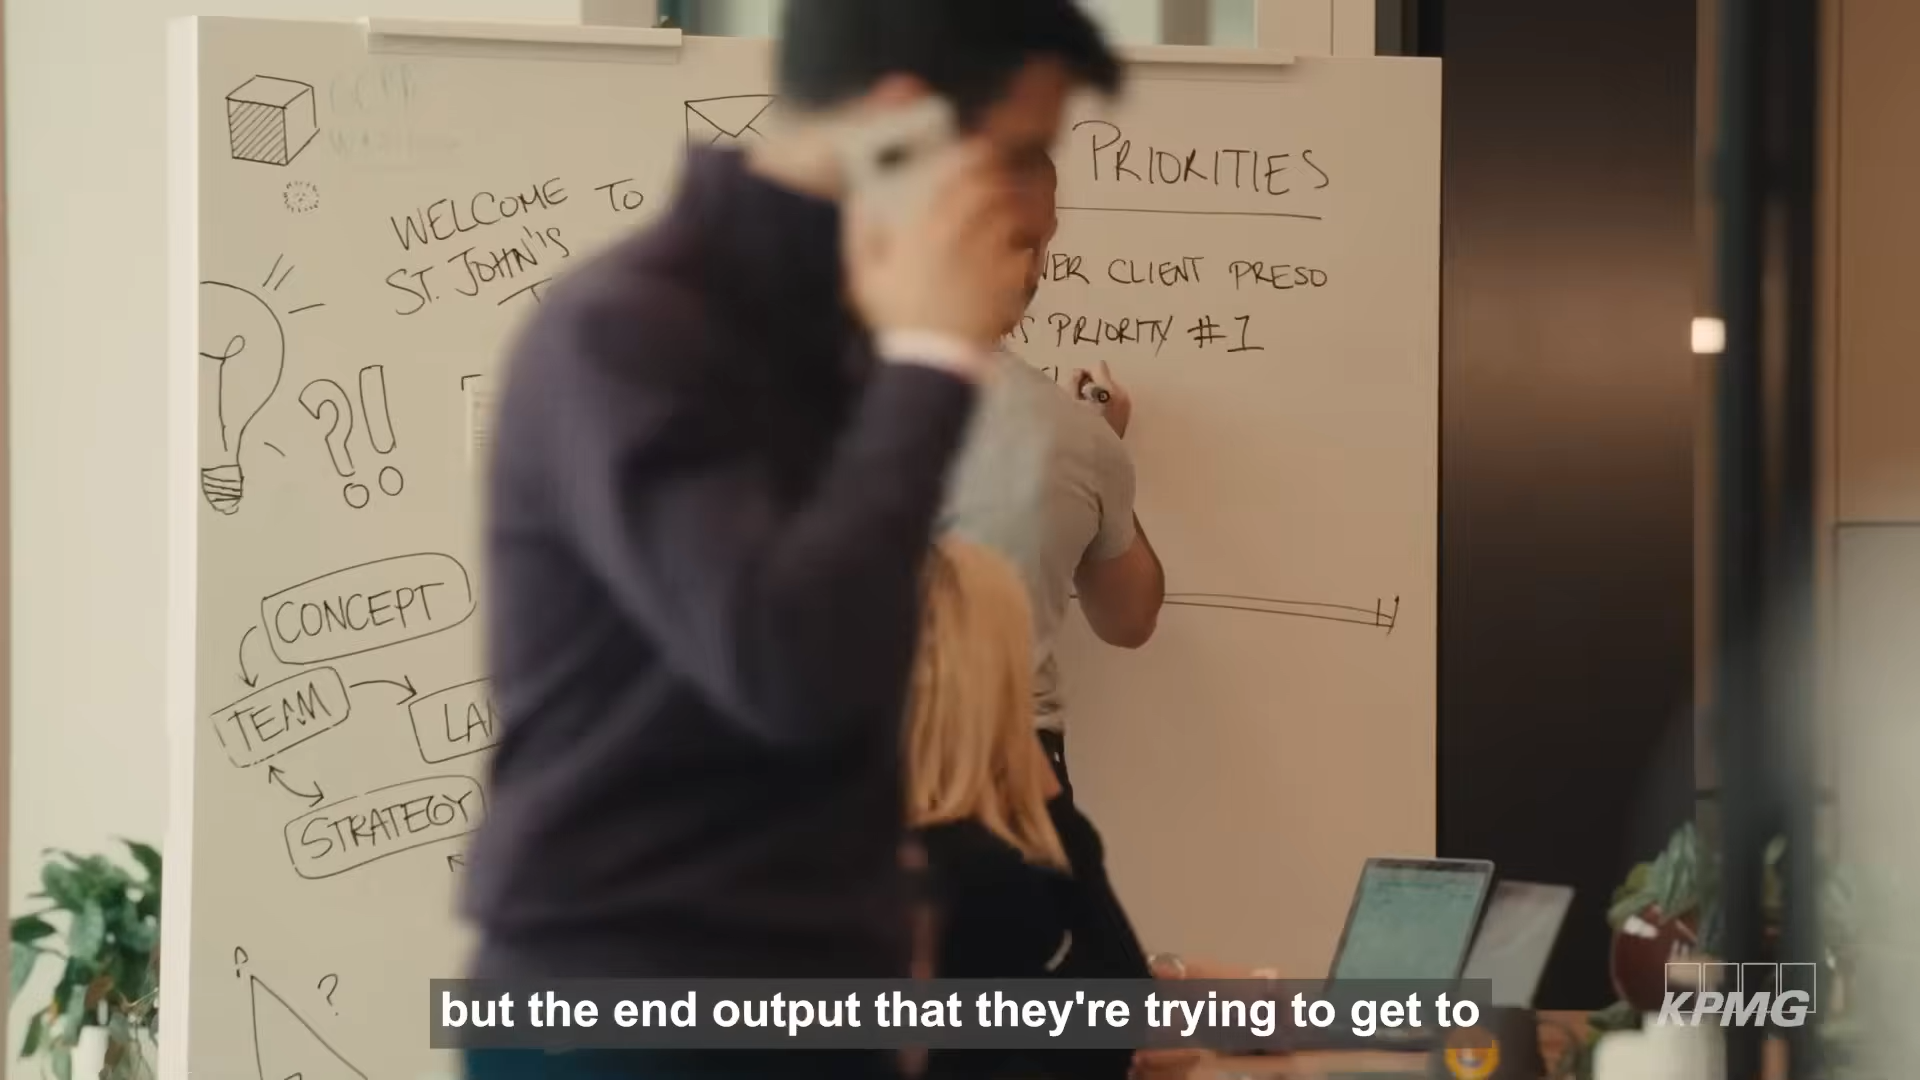 WELCOME TO
ST. JOHN'S
?!
PRIORITIES
CLIENT PRESO
PRIORITY #1
CONCEPT
TEAM
STRATEGY
?
but the end output that they're trying to get to
KPMG